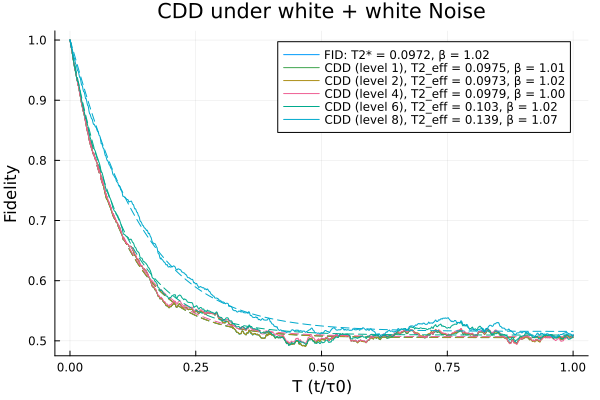 CDD under white + white Noise
FID: T2* = 0.0972, β = 1.02
CDD (level 1), T2_eff = 0.0975, β = 1.01
CDD (level 2), T2_eff = 0.0973, β = 1.02
CDD (level 4), T2_eff = 0.0979, β = 1.00
CDD (level 6), T2_eff = 0.103, β = 1.02
CDD (level 8), T2_eff = 0.139, β = 1.07
1.0
0.9
0.8
0.7
0.6
0.5
Fidelity
0.00 0.25 0.50 0.75 1.00
T (t/τ0)